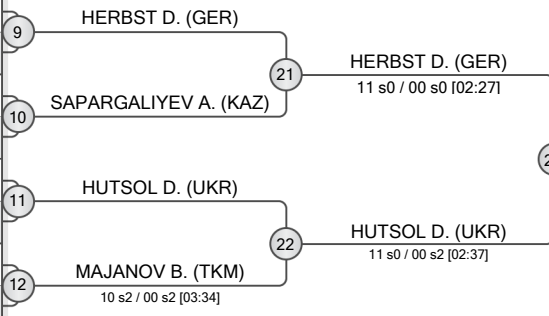 HERBST D. (GER)
9
21
HERBST D. (GER)
11 s0 / 00 s0 [02:27]
SAPARGALIYEV A. (KAZ)
10
HUTSOL D. (UKR)
11
22
HUTSOL D. (UKR)
11 s0 / 00 s2 [02:37]
MAJANOV B. (TKM)
12
10 s2 / 00 s2 [03:34]